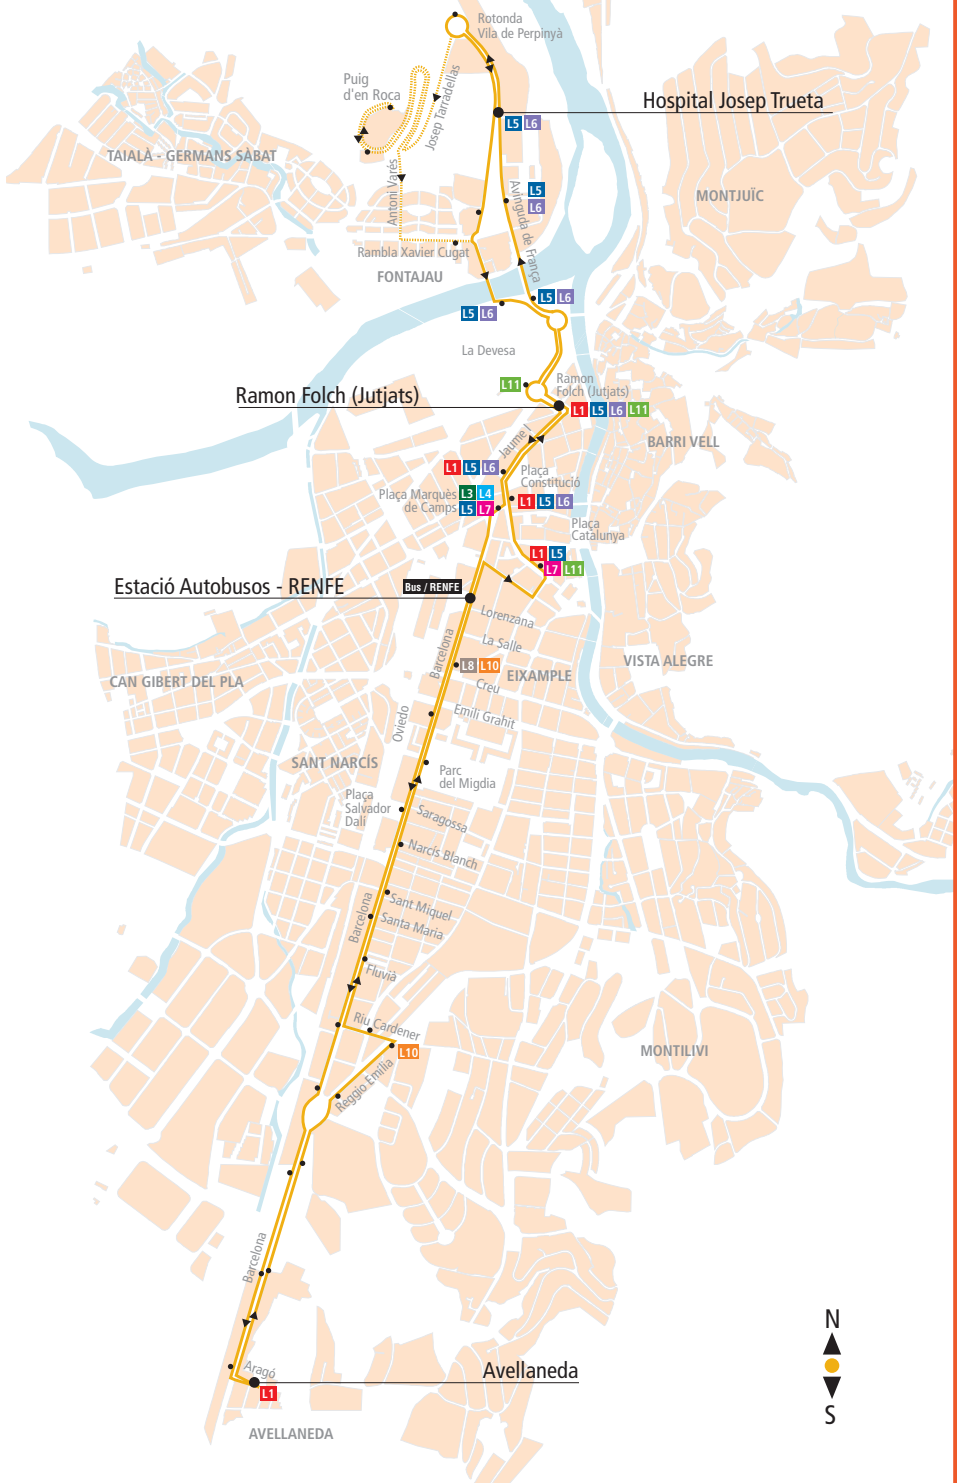 Rotonda
Vila de Perpinyà
Puig
d'en Roca
Josep Tarradellas
Hospital Josep Trueta
L5 L6
TAIALÀ - GERMANS SÀBAT
Antoni Varés
Avinguda de França
L5
L6
MONTJUÏC
Rambla Xavier Cugat
FONTAJAU
L5 L6
L5 L6
La Devesa
L11
Ramon
Folch (Jutjats)
Ramon Folch (Jutjats)
L1 L5 L6 L11
Jaume I
BARRI VELL
L1 L5 L6
Plaça
Constitució
Plaça Marquès
de Camps
L3 L4
L5 L7
L1 L5 L6
Plaça
Catalunya
L1 L5
L7 L11
Estació Autobusos - RENFE
Bus / RENFE
Lorenzana
Barcelona
La Salle
L8 L10
EIXAMPLE
VISTA ALEGRE
CAN GIBERT DEL PLA
Creu
Oviedo
Emili Grahit
SANT NARCÍS
Parc
del Migdia
Plaça
Salvador
Dalí
Saragossa
Narcís Blanch
Barcelona
Sant Miquel
Santa Maria
Fluvià
Riu Cardener
L10
MONTILIVI
Reggio Emilia
Barcelona
N
S
Aragó
Avellaneda
L1
AVELLANEDA